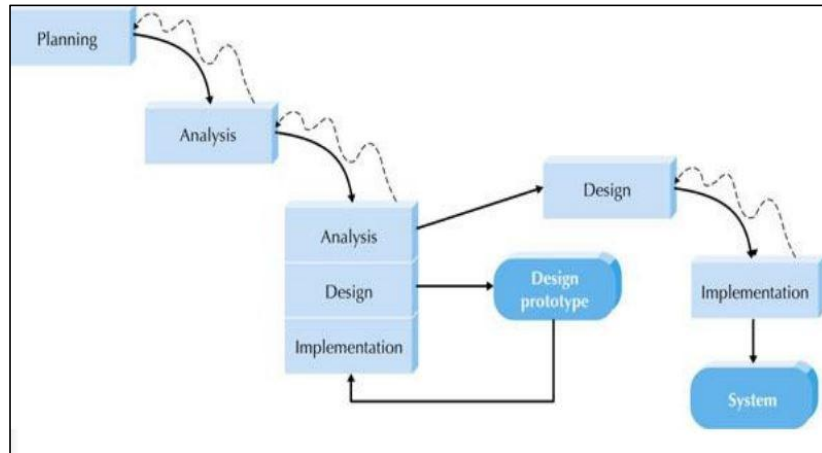 Planning
Analysis
Analysis
Design
Implementation
Design
prototype
Design
Implementation
System